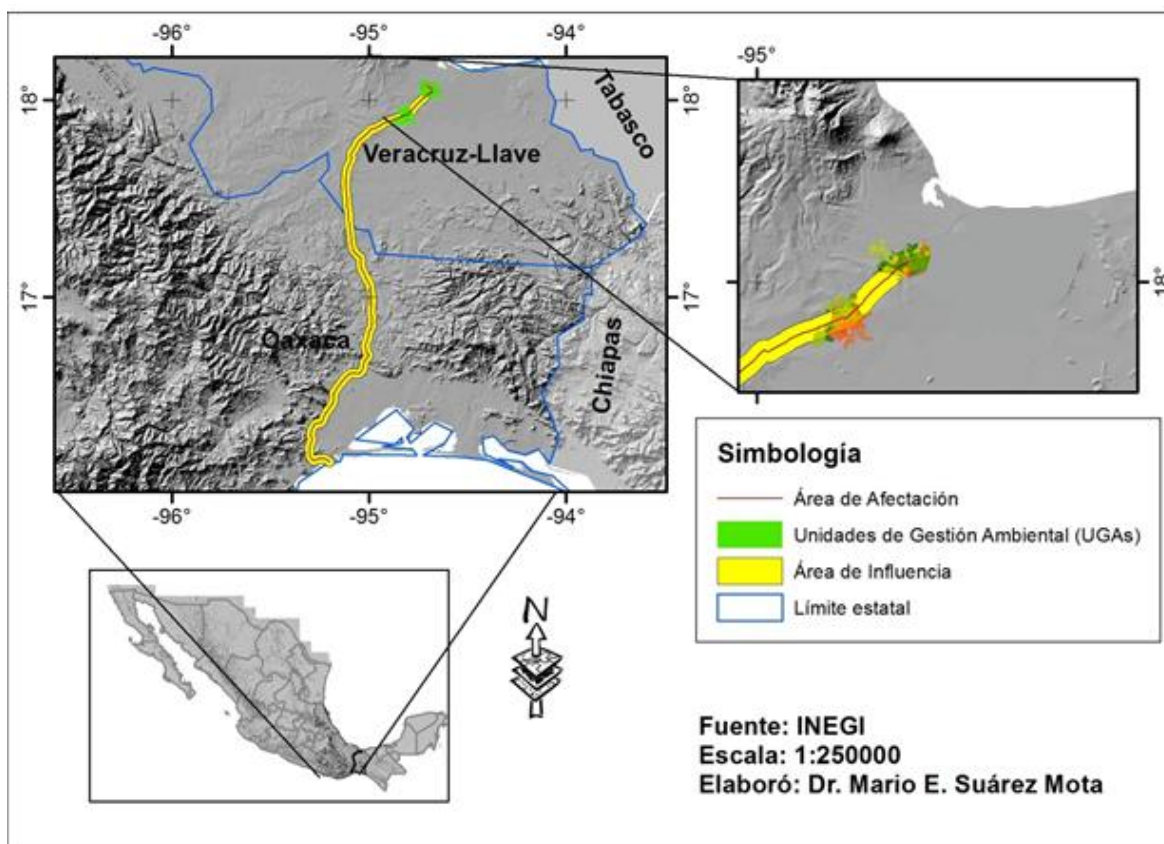 -96°
-95°
-94°
-95°
18°
18°
Tabasco
Veracruz-Llave
17°
17°
Oaxaca
Chiapas
18°
-96°
-95°
-94°
Simbología
Área de Afectación
Unidades de Gestión Ambiental (UGAs)
Área de Influencia
Límite estatal
N
Fuente: INEGI
Escala: 1:250000
Elaboró: Dr. Mario E. Suárez Mota